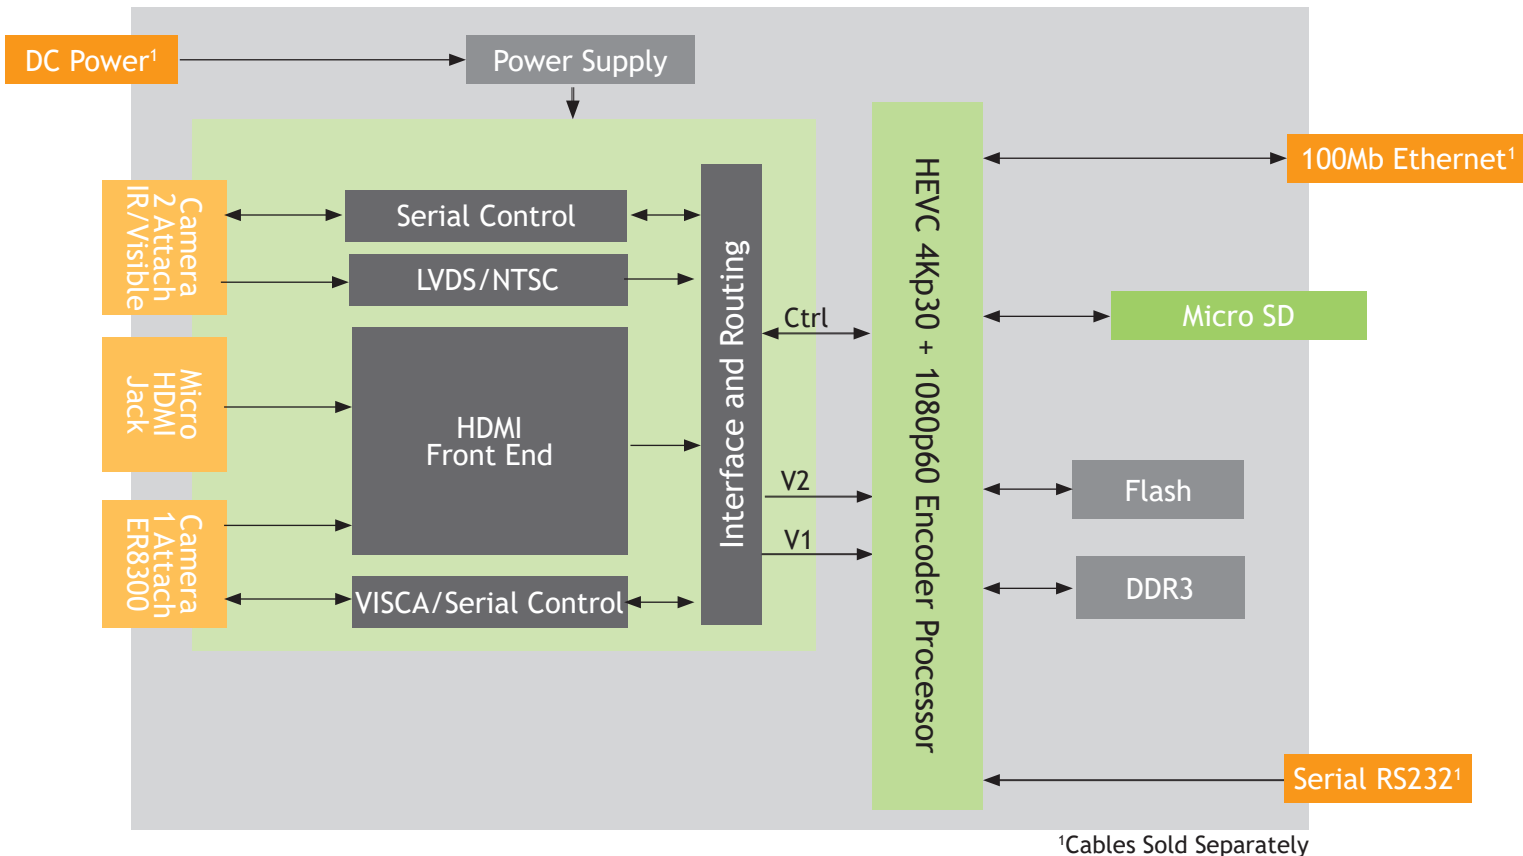 DC Power¹
Power Supply
Camera
2 Attach
IR/Visible
Serial Control
LVDS/NTSC
Micro
HDMI
Jack
HDMI
Front End
Camera
1 Attach
ER8300
VISCA/Serial Control
Interface and Routing
Ctrl
V2
V1
HEVC 4Kp30 + 1080p60 Encoder Processor
100Mb Ethernet¹
Micro SD
Flash
DDR3
Serial RS232¹
¹Cables Sold Separately